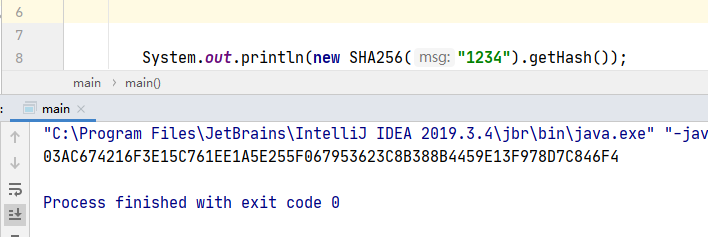 6
7
8 System.out.println(new SHA256( msg: "1234").getHash());
main > main()
: main ×
"C:\Program Files\JetBrains\IntelliJ IDEA 2019.3.4\jbr\bin\java.exe" "-jav
03AC674216F3E15C761EE1A5E255F067953623C8B388B4459E13F978D7C846F4
Process finished with exit code 0